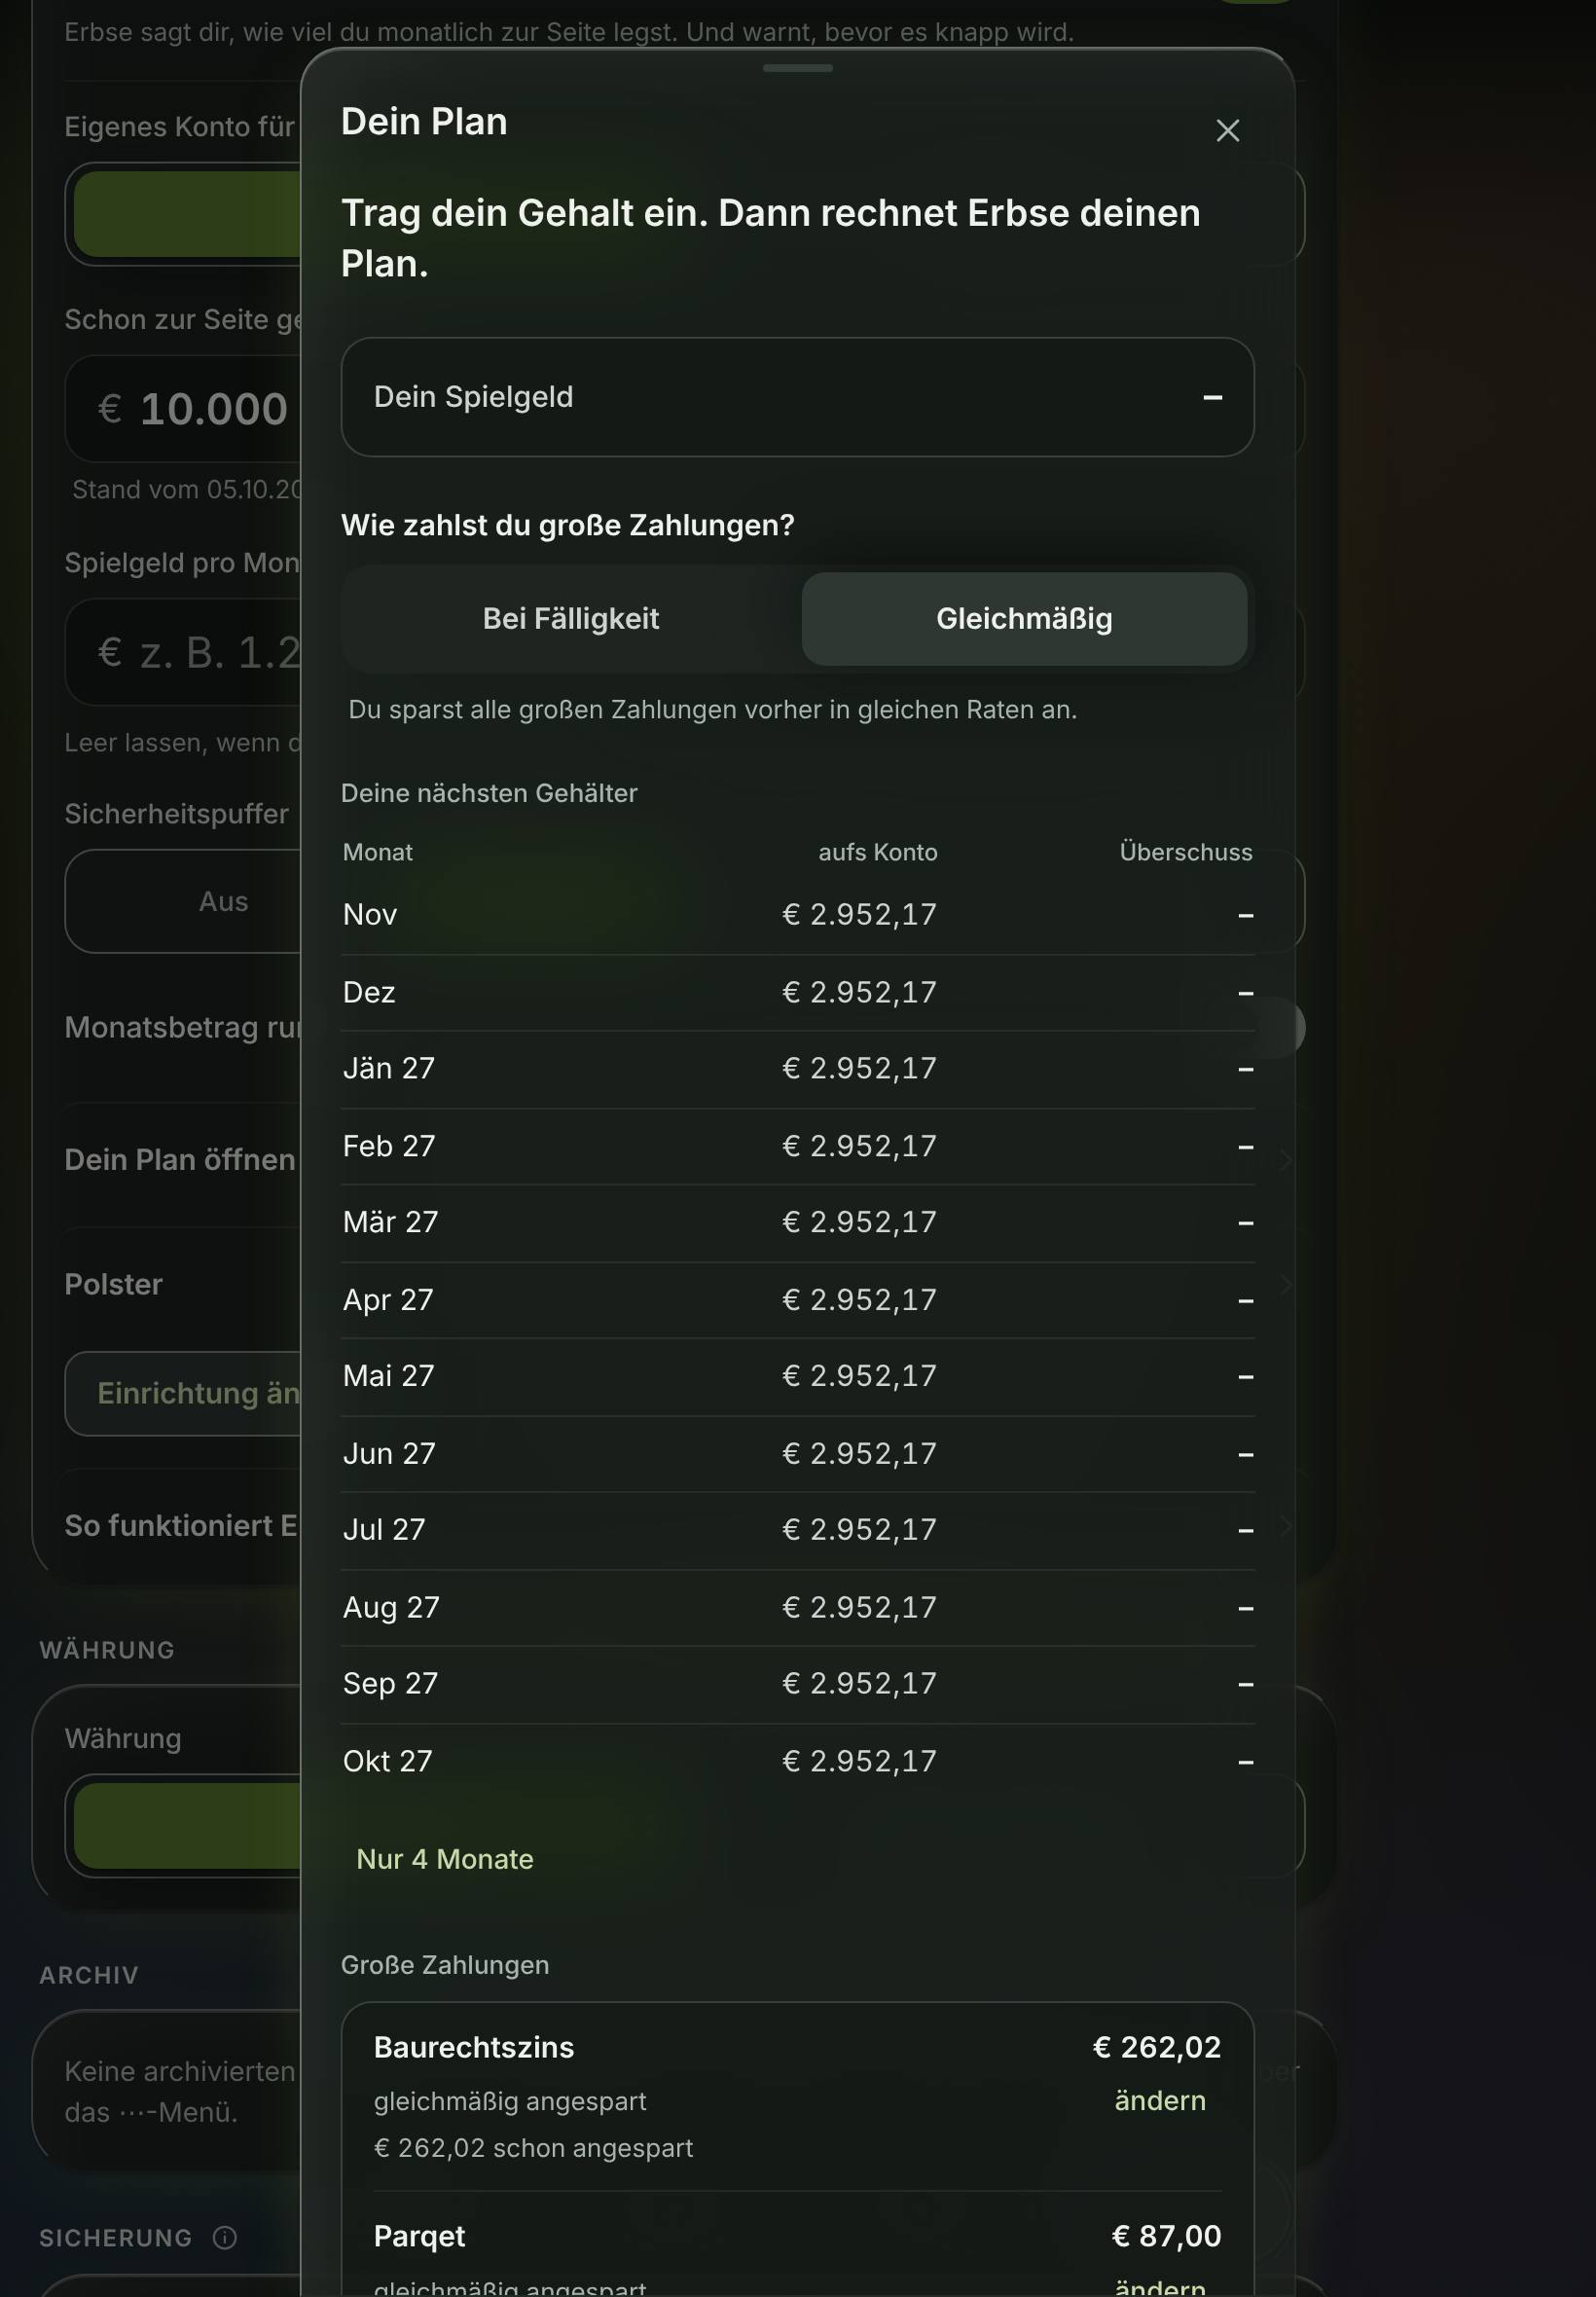 Erbse sagt dir, wie viel du monatlich zur Seite legst. Und warnt, bevor es knapp wird.
Eigenes Konto für
Schon zur Seite
€ 10.000
Stand vom 05.10.20
Spielgeld pro
€ z. B. 1.2
Leer lassen, wenn
Sicherheitspuffer
Aus
Monatsbetrag
Dein Plan öffnen
Polster
Einrichtung
So funktioniert
WÄHRUNG
Währung
ARCHIV
Keine archivierten
das ···-Menü.
SICHERUNG
Dein Plan
Trag dein Gehalt ein. Dann rechnet Erbse deinen
Plan.
Dein Spielgeld –
Wie zahlst du große Zahlungen?
Bei Fälligkeit Gleichmäßig
Du sparst alle großen Zahlungen vorher in gleichen Raten an.
Deine nächsten Gehälter
Monat aufs Konto Überschuss
Nov € 2.952,17 –
Dez € 2.952,17 –
Jän 27 € 2.952,17 –
Feb 27 € 2.952,17 –
Mär 27 € 2.952,17 –
Apr 27 € 2.952,17 –
Mai 27 € 2.952,17 –
Jun 27 € 2.952,17 –
Jul 27 € 2.952,17 –
Aug 27 € 2.952,17 –
Sep 27 € 2.952,17 –
Okt 27 € 2.952,17 –
Nur 4 Monate
Große Zahlungen
Baurechtszins € 262,02
gleichmäßig angespart ändern
€ 262,02 schon angespart
Parqet € 87,00
gleichmäßig angespart ändern